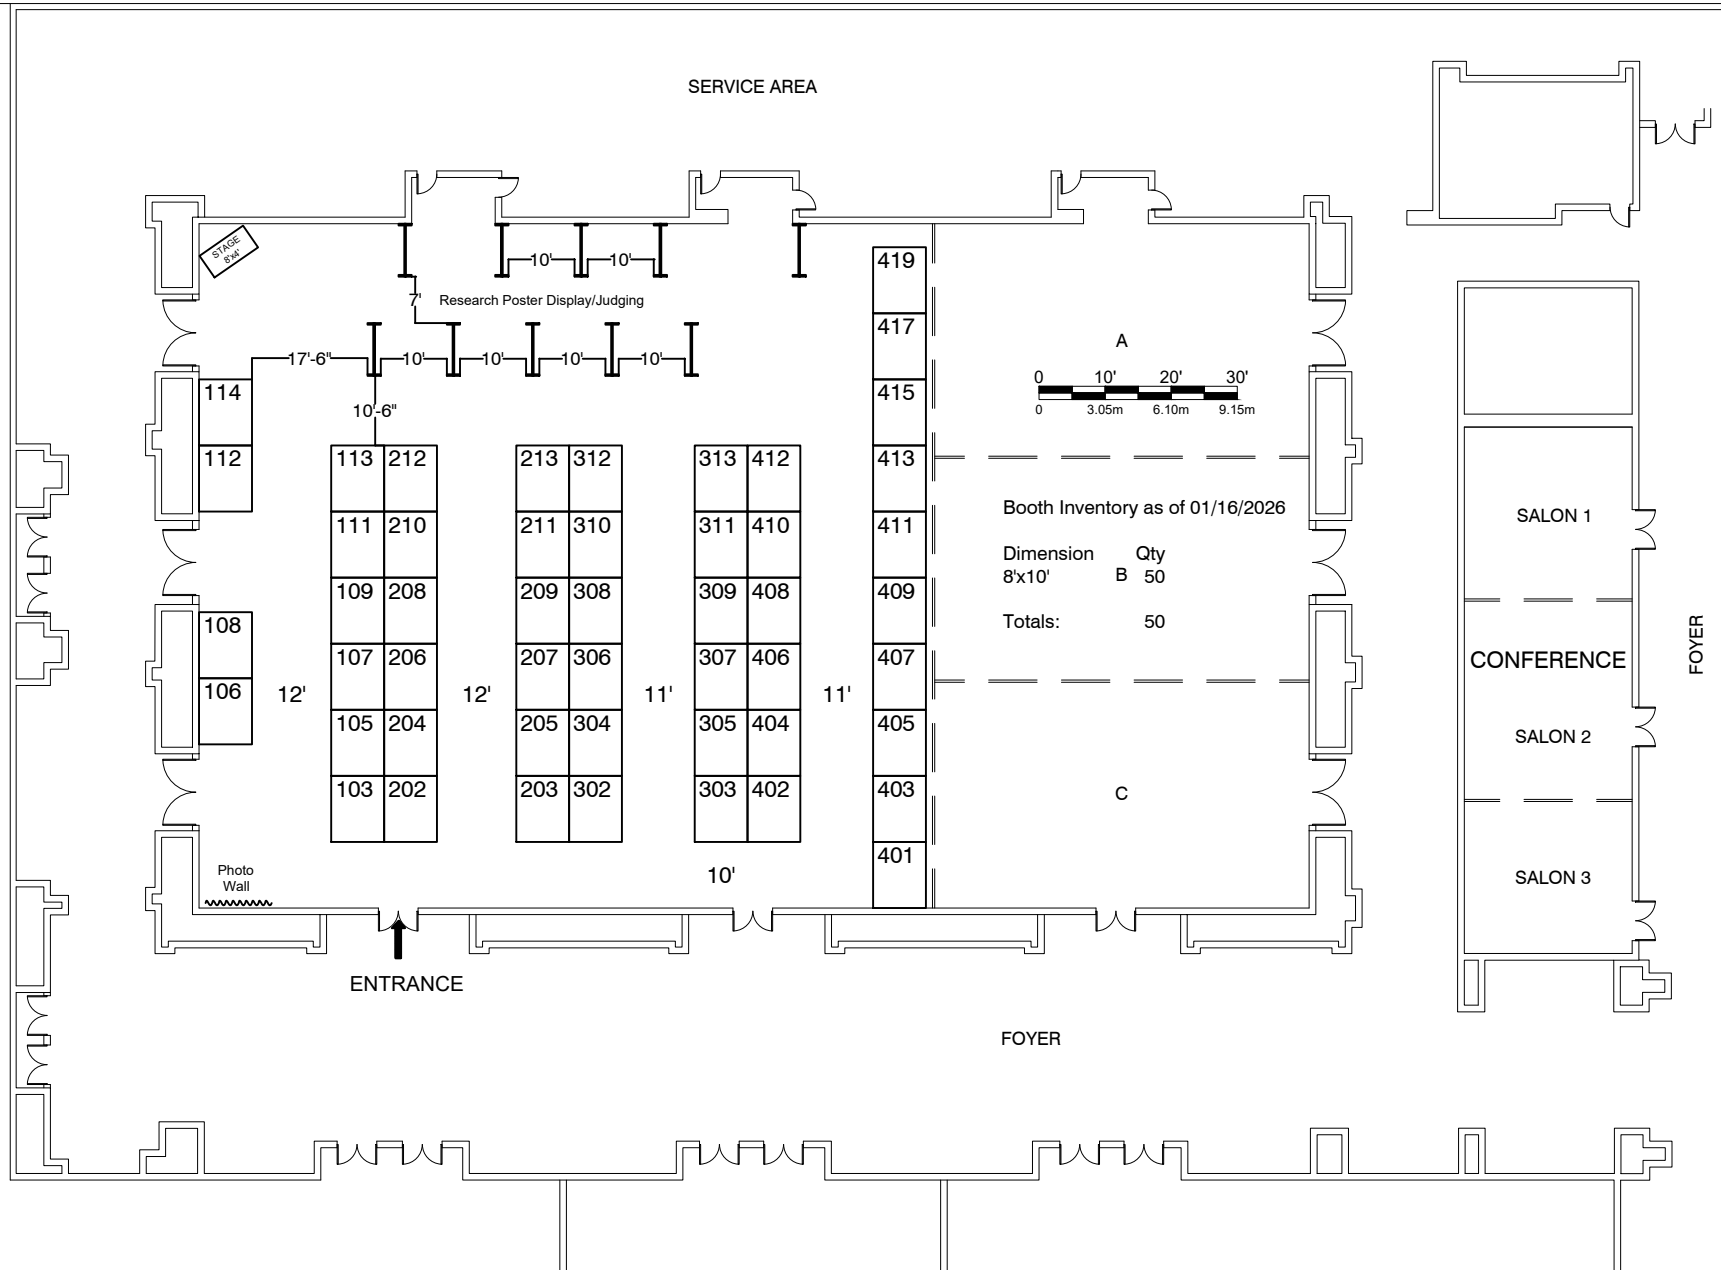 SERVICE AREA
STAGE
8'x4'
10'
10'
419
7'
Research Poster Display/Judging
417
A
17'-6"
10'
10'
10'
10'
0 10' 20' 30'
0 3.05m 6.10m 9.15m
114
415
10'-6"
112
113 212
213 312
313 412
413
Booth Inventory as of 01/16/2026
SALON 1
111 210
211 310
311 410
411
Dimension Qty
8'x10' 50
B
109 208
209 308
309 408
409
Totals: 50
108
107 206
207 306
307 406
407
CONFERENCE
FOYER
106
12'
12'
11'
11'
105 204
205 304
305 404
405
SALON 2
103 202
203 302
303 402
403
C
401
Photo
Wall
10'
SALON 3
ENTRANCE
FOYER